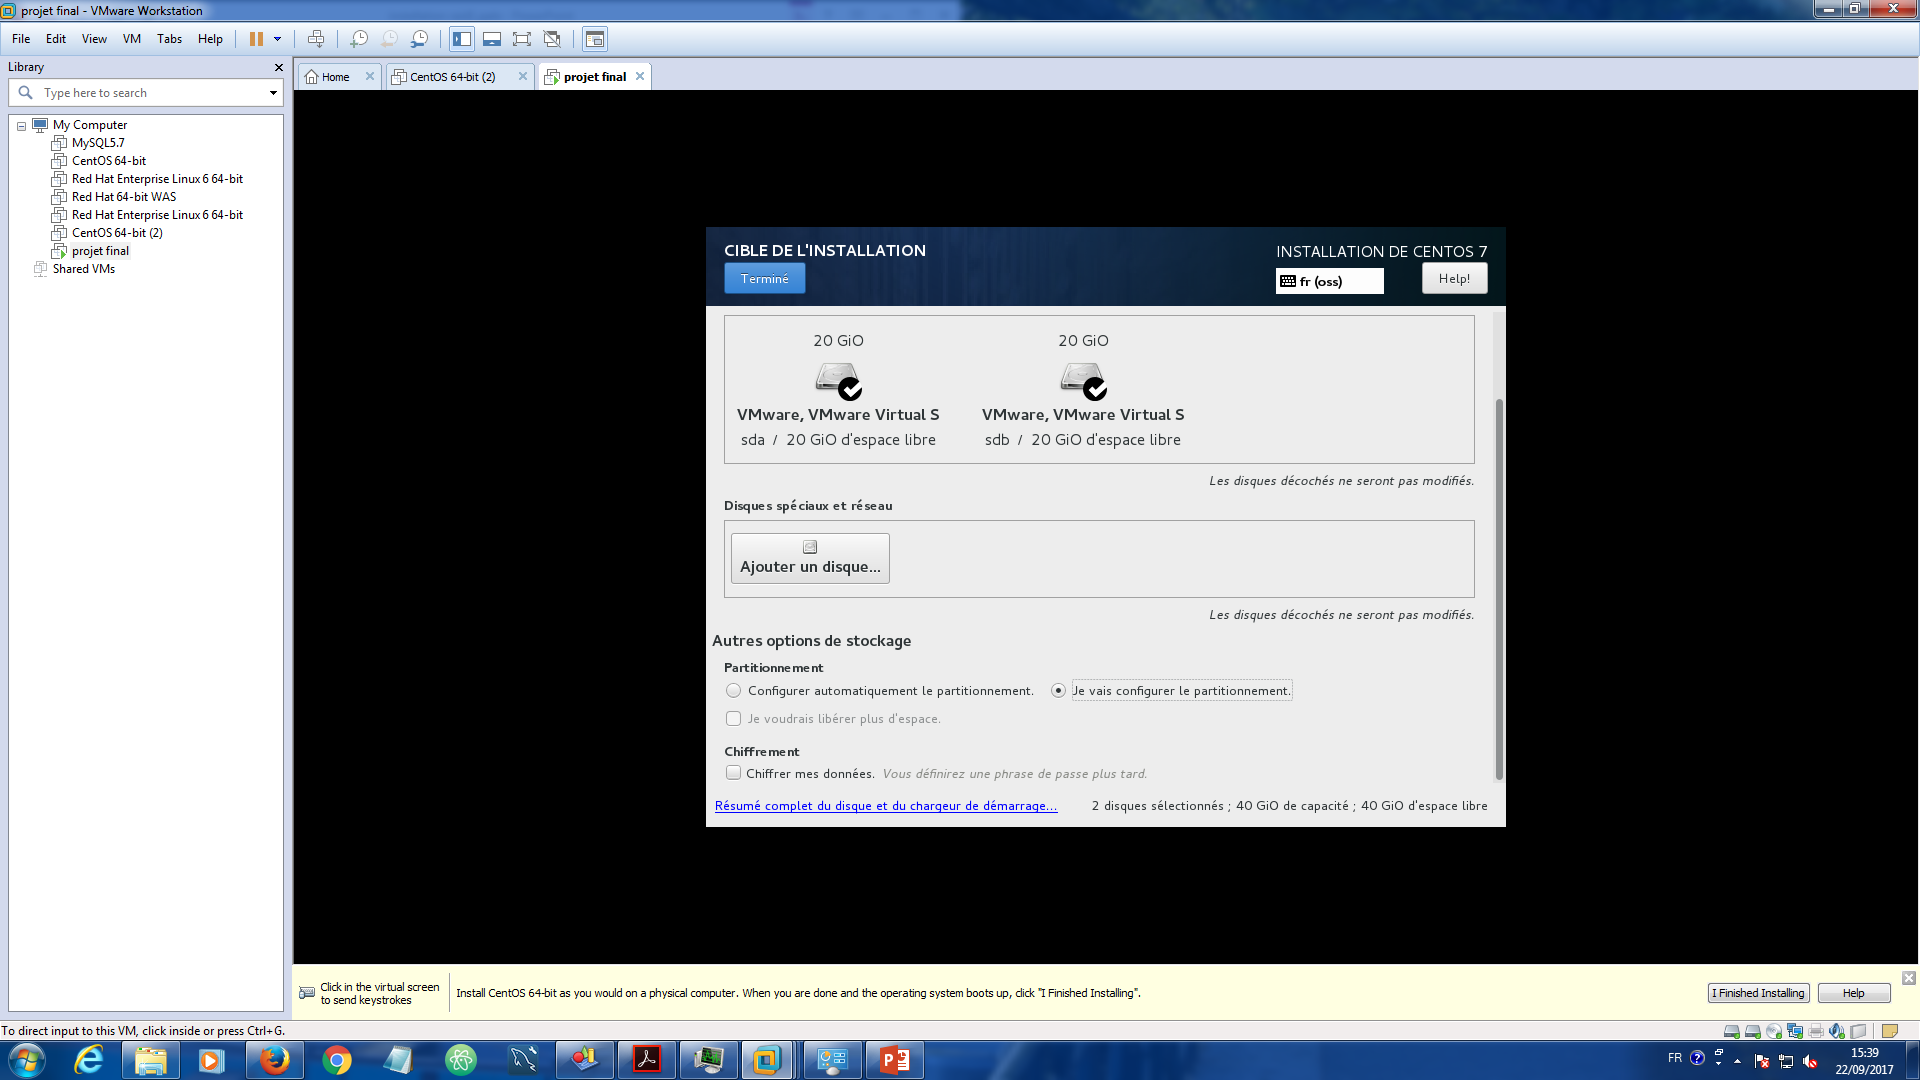 projet final - VMware Workstation
File Edit View VM Tabs Help
Library
Type here to search
My Computer
MySQL5.7
CentOS 64-bit
Red Hat Enterprise Linux 6 64-bit
Red Hat 64-bit WAS
Red Hat Enterprise Linux 6 64-bit
CentOS 64-bit (2)
projet final
Shared VMs
Home CentOS 64-bit (2) projet final
CIBLE DE L'INSTALLATION
Terminé
INSTALLATION DE CENTOS 7
fr (oss)
Help!
20 GiO 20 GiO
VMware, VMware Virtual S VMware, VMware Virtual S
sda / 20 GiO d'espace libre sdb / 20 GiO d'espace libre
Les disques décochés ne seront pas modifiés.
Disques spéciaux et réseau
Ajouter un disque...
Les disques décochés ne seront pas modifiés.
Autres options de stockage
Partitionnement
Configurer automatiquement le partitionnement. Je vais configurer le partitionnement.
Je voudrais libérer plus d'espace.
Chiffrement
Chiffrer mes données. Vous définirez une phrase de passe plus tard.
Résumé complet du disque et du chargeur de démarrage... 2 disques sélectionnés ; 40 GiO de capacité ; 40 GiO d'espace libre
Click in the virtual screen
to send keystrokes
Install CentOS 64-bit as you would on a physical computer. When you are done and the operating system boots up, click "I Finished Installing".
I Finished Installing Help
To direct input to this VM, click inside or press Ctrl+G.
FR
15:39
22/09/2017